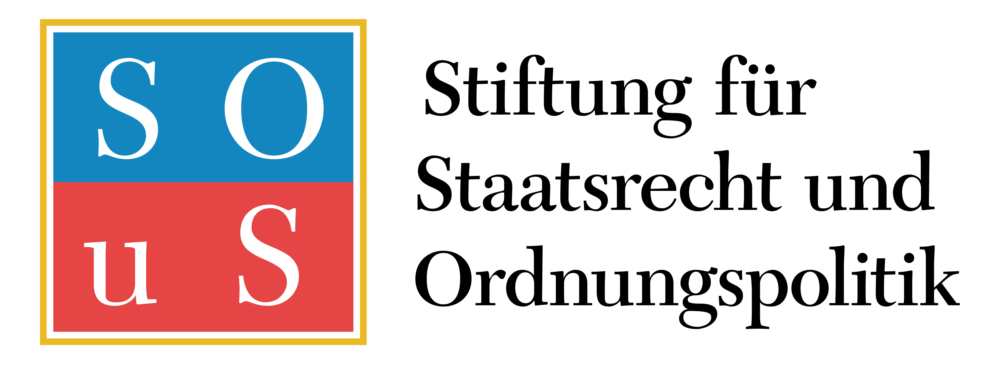 S O
u S
Stiftung für
Staatsrecht und
Ordnungspolitik